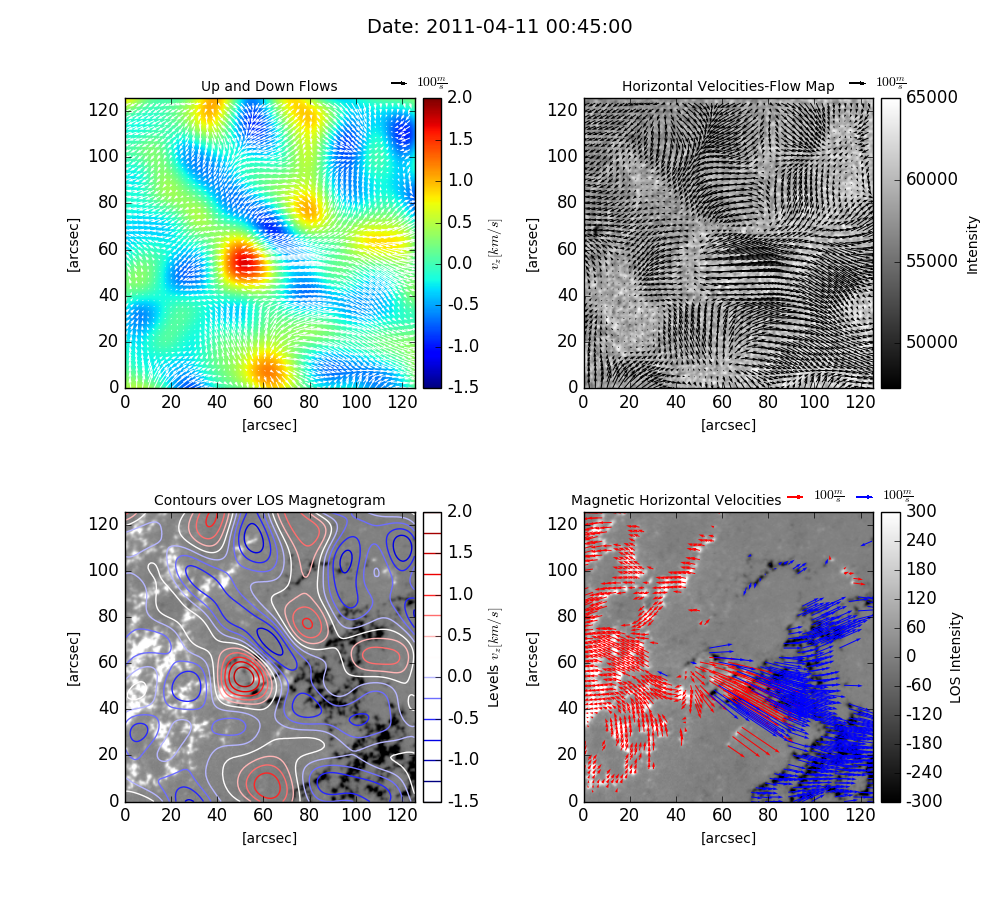 Date: 2011-04-11 00:45:00
Up and Down Flows
100 m/s
120
100
80
60
40
20
0
0 20 40 60 80 100 120
[arcsec]
[arcsec]
2.0
1.5
1.0
0.5
0.0
-0.5
-1.0
-1.5
v_z[km/s]
Horizontal Velocities-Flow Map
100 m/s
120
100
80
60
40
20
0
0 20 40 60 80 100 120
[arcsec]
[arcsec]
65000
60000
55000
50000
Intensity
Contours over LOS Magnetogram
120
100
80
60
40
20
0
0 20 40 60 80 100 120
[arcsec]
[arcsec]
2.0
1.5
1.0
0.5
0.0
-0.5
-1.0
-1.5
Levels v_z[km/s]
Magnetic Horizontal Velocities
100 m/s
100 m/s
120
100
80
60
40
20
0
0 20 40 60 80 100 120
[arcsec]
[arcsec]
300
240
180
120
60
0
-60
-120
-180
-240
-300
LOS Intensity